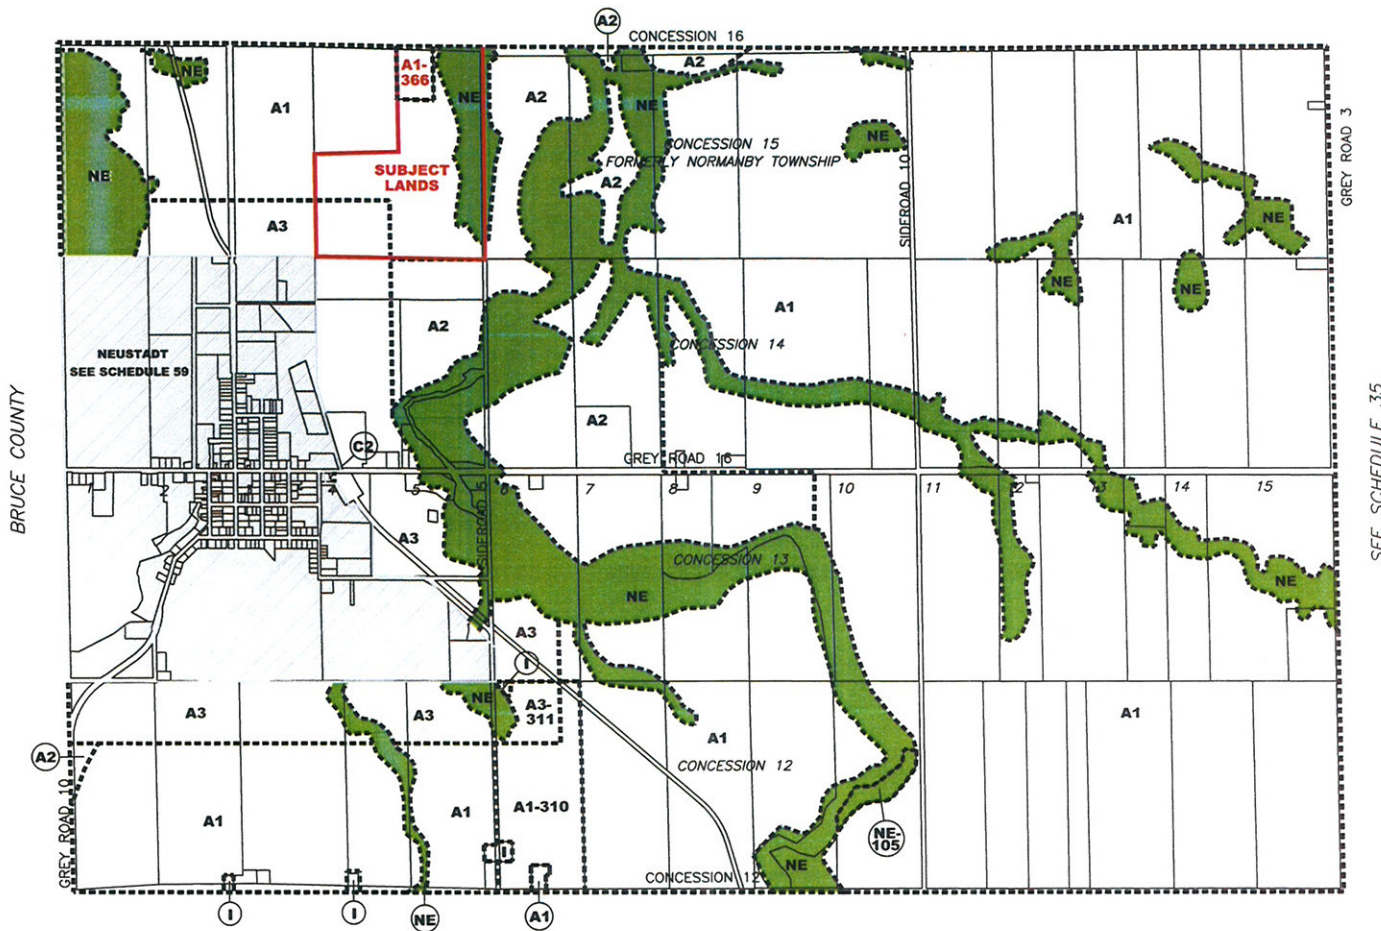 A2
CONCESSION 16
A1-
366
NE
A2
NE
A1
NE
A2
NE
GREY ROAD 3
CONCESSION 15
FORMERLY NORMANBY TOWNSHIP
NE
SUBJECT
LANDS
NE
A2
SIDEROAD 10
A3
A1
NE
NE
NE
A1
A2
CONCESSION 14
NEUSTADT
SEE SCHEDULE 59
BRUCE COUNTY
SEE SCHEDULE 35
A2
C2
GREY ROAD 16
1
2
3
4
5
6
7
8
9
10
11
12
13
14
15
SIDEROAD 5
A3
CONCESSION 13
NE
NE
A3
I
NE
A3
A3
A3-
311
A1
A1
A2
CONCESSION 12
GREY ROAD 10
A1
A1
A1-310
I
NE-
105
NE
CONCESSION 12
I
I
NE
A1